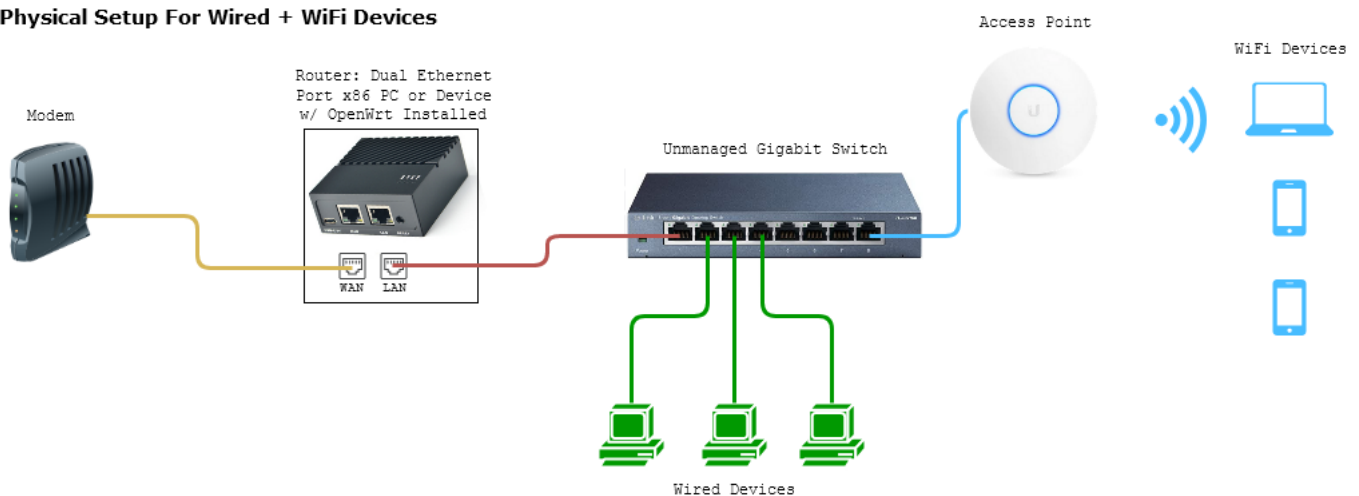 Physical Setup For Wired + WiFi Devices
Access Point
WiFi Devices
Router: Dual Ethernet
Port x86 PC or Device
w/ OpenWrt Installed
Modem
Unmanaged Gigabit Switch
WAN
LAN
Wired Devices